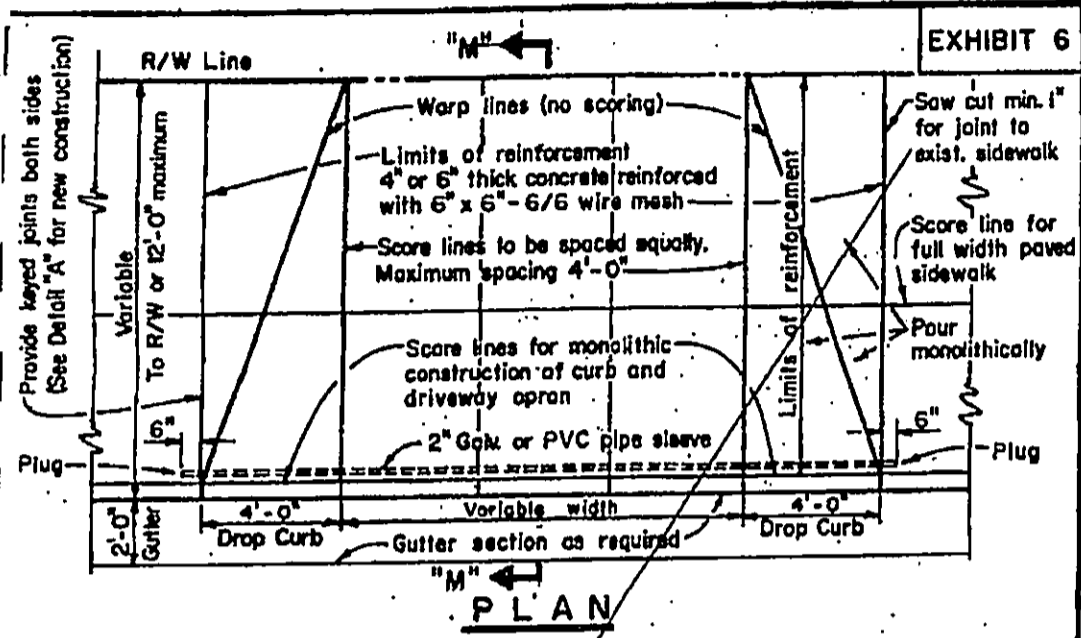 EXHIBIT 6
"M"
R/W Line
Provide keyed joints both sides
(See Detail "A" for new construction)
Variable
To R/W or 12'-0" maximum
Warp lines (no scoring)
Limits of reinforcement
4" or 6" thick concrete reinforced
with 6" x 6" - 6/6 wire mesh
Score lines to be spaced equally.
Maximum spacing 4'-0"
Limits of reinforcement
Saw cut min. 1"
for joint to
exist. sidewalk
Score line for
full width paved
sidewalk
Pour
monolithically
Score lines for monolithic
construction of curb and
driveway apron
6"
2" Galv. or PVC pipe sleeve
6"
Plug
Plug
2'-0"
Gutter
4'-0"
Drop Curb
Variable width
4'-0"
Drop Curb
Gutter section as required
"M"
PLAN